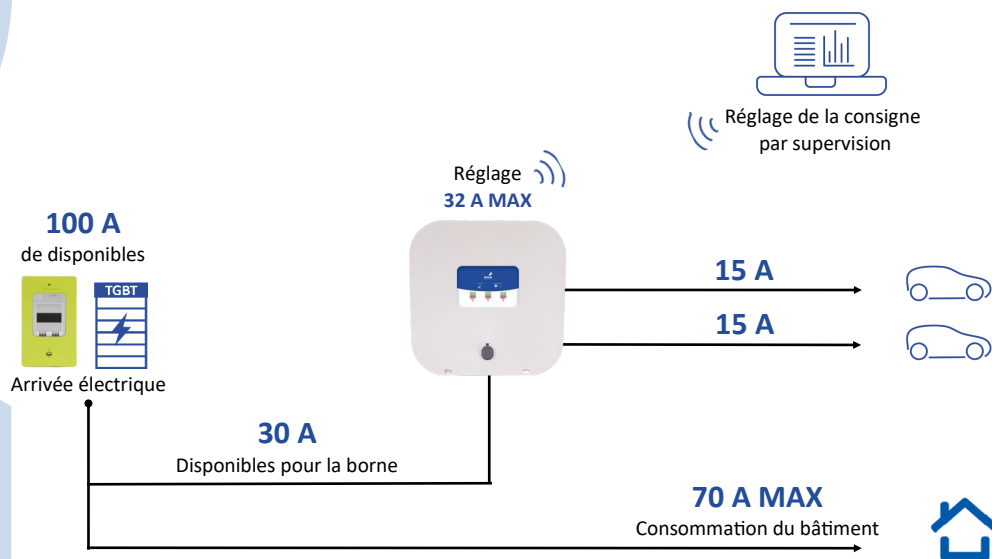 Réglage de la consigne
par supervision
Réglage
32 A MAX
100 A
de disponibles
TGBT
Arrivée électrique
15 A
15 A
30 A
Disponibles pour la borne
70 A MAX
Consommation du bâtiment